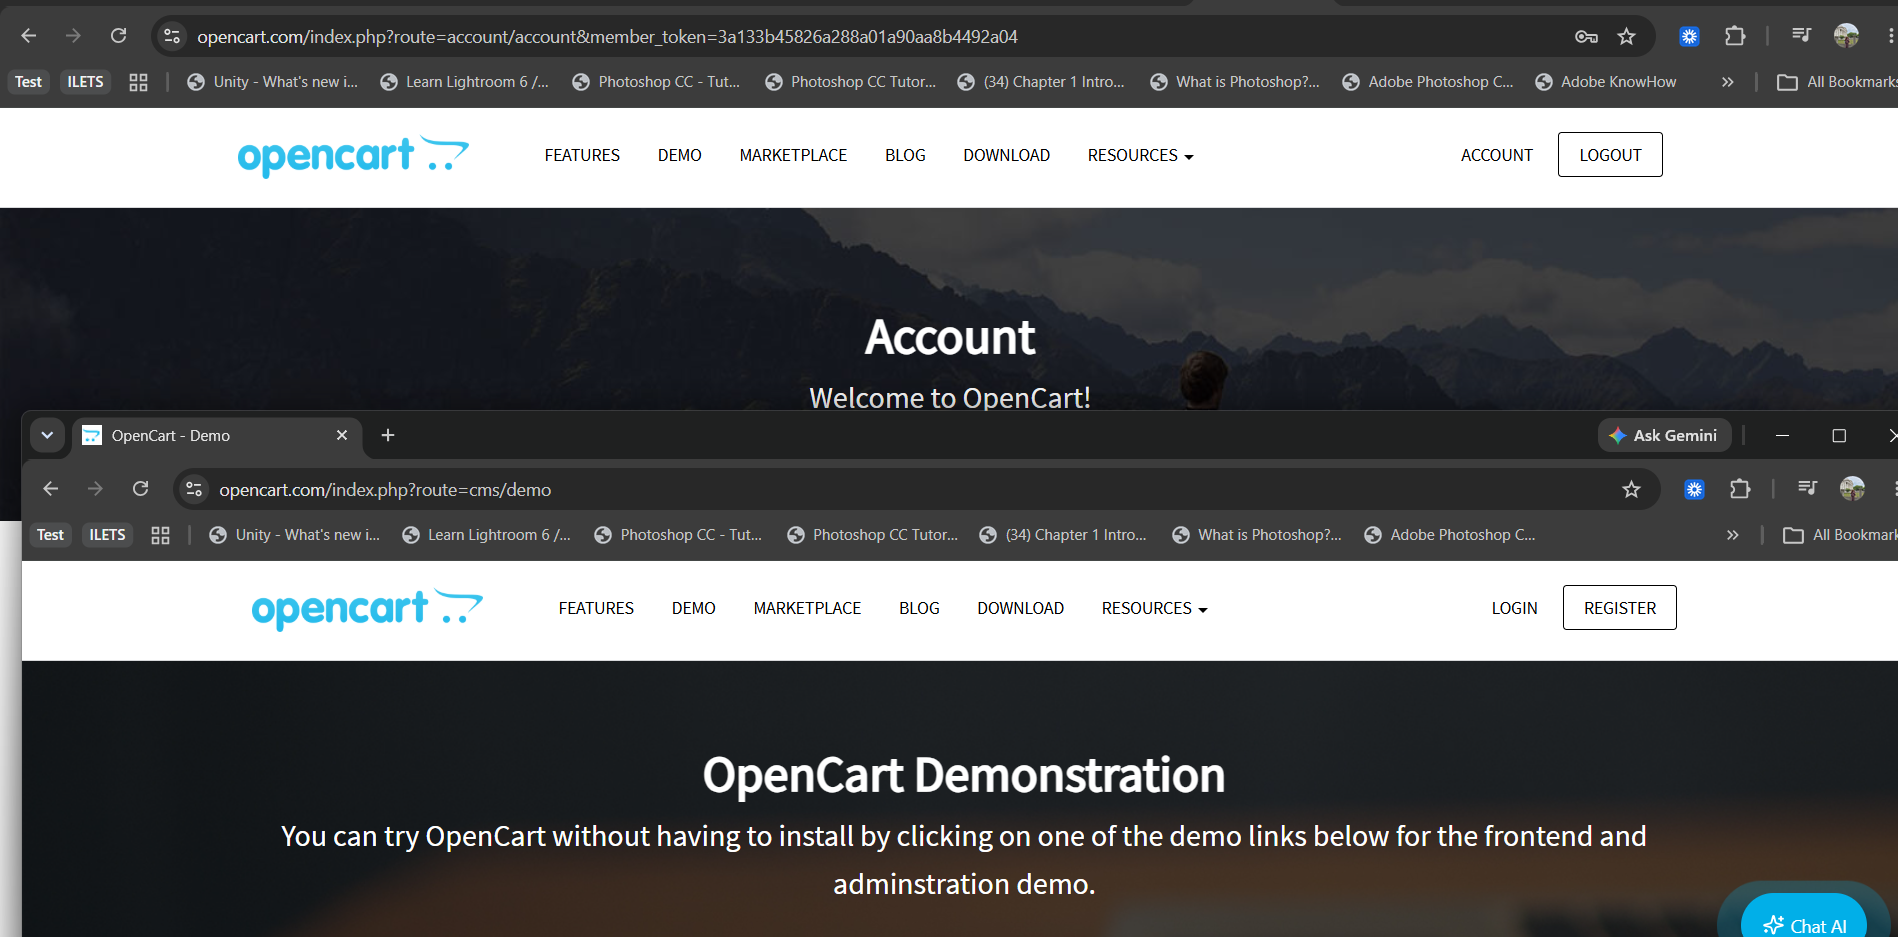 opencart.com/index.php?route=account/account&member_token=3a133b45826a288a01a90aa8b4492a04
Test ILETS Unity - What's new i... Learn Lightroom 6 /... Photoshop CC - Tut... Photoshop CC Tutor... (34) Chapter 1 Intro... What is Photoshop?... Adobe Photoshop C... Adobe KnowHow » All Bookmarks
opencart FEATURES DEMO MARKETPLACE BLOG DOWNLOAD RESOURCES ACCOUNT LOGOUT
Account
Welcome to OpenCart!
OpenCart - Demo Ask Gemini
opencart.com/index.php?route=cms/demo
Test ILETS Unity - What's new i... Learn Lightroom 6 /... Photoshop CC - Tut... Photoshop CC Tutor... (34) Chapter 1 Intro... What is Photoshop?... Adobe Photoshop C... » All Bookmark
opencart FEATURES DEMO MARKETPLACE BLOG DOWNLOAD RESOURCES LOGIN REGISTER
OpenCart Demonstration
You can try OpenCart without having to install by clicking on one of the demo links below for the frontend and
adminstration demo.
Chat AI